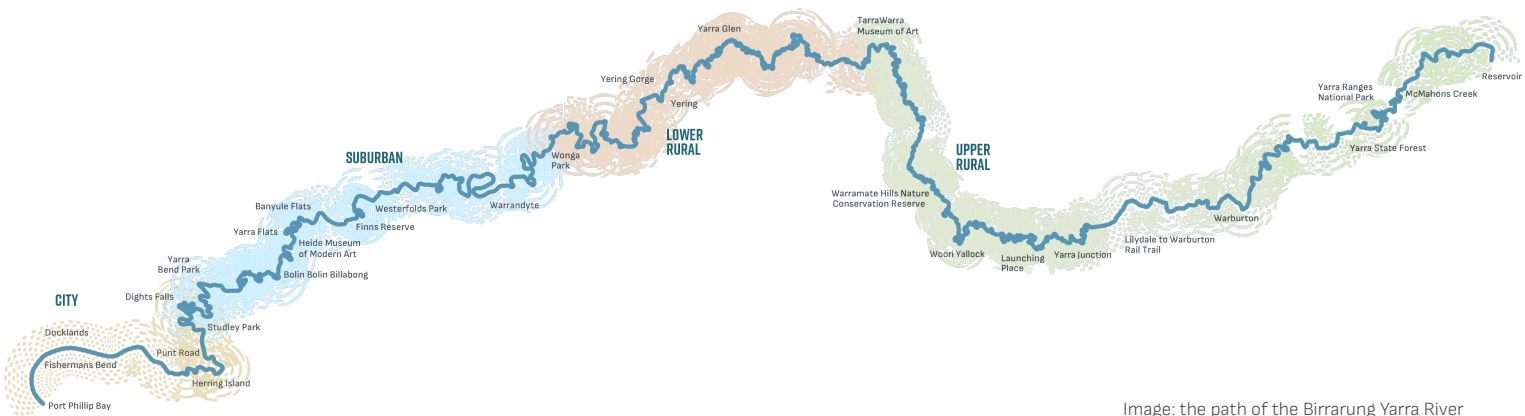 TarraWarra
Museum of Art
Yarra Glen
Yering Gorge
Yering
LOWER
RURAL
Reservoir
Yarra Ranges
National Park
McMahons Creek
Yarra State Forest
SUBURBAN
Wonga
Park
UPPER
RURAL
Warramate Hills Nature
Conservation Reserve
Banyule Flats
Westerfolds Park
Warrandyte
Yarra Flats
Finns Reserve
Heide Museum
of Modern Art
Warburton
Lilydale to Warburton
Rail Trail
Woori Yallock
Launching
Place
Yarra Junction
Yarra
Bend Park
Bolin Bolin Billabong
CITY
Dights Falls
Studley Park
Docklands
Punt Road
Fishermans Bend
Herring Island
Port Phillip Bay
Image: the path of the Birrarung Yarra River